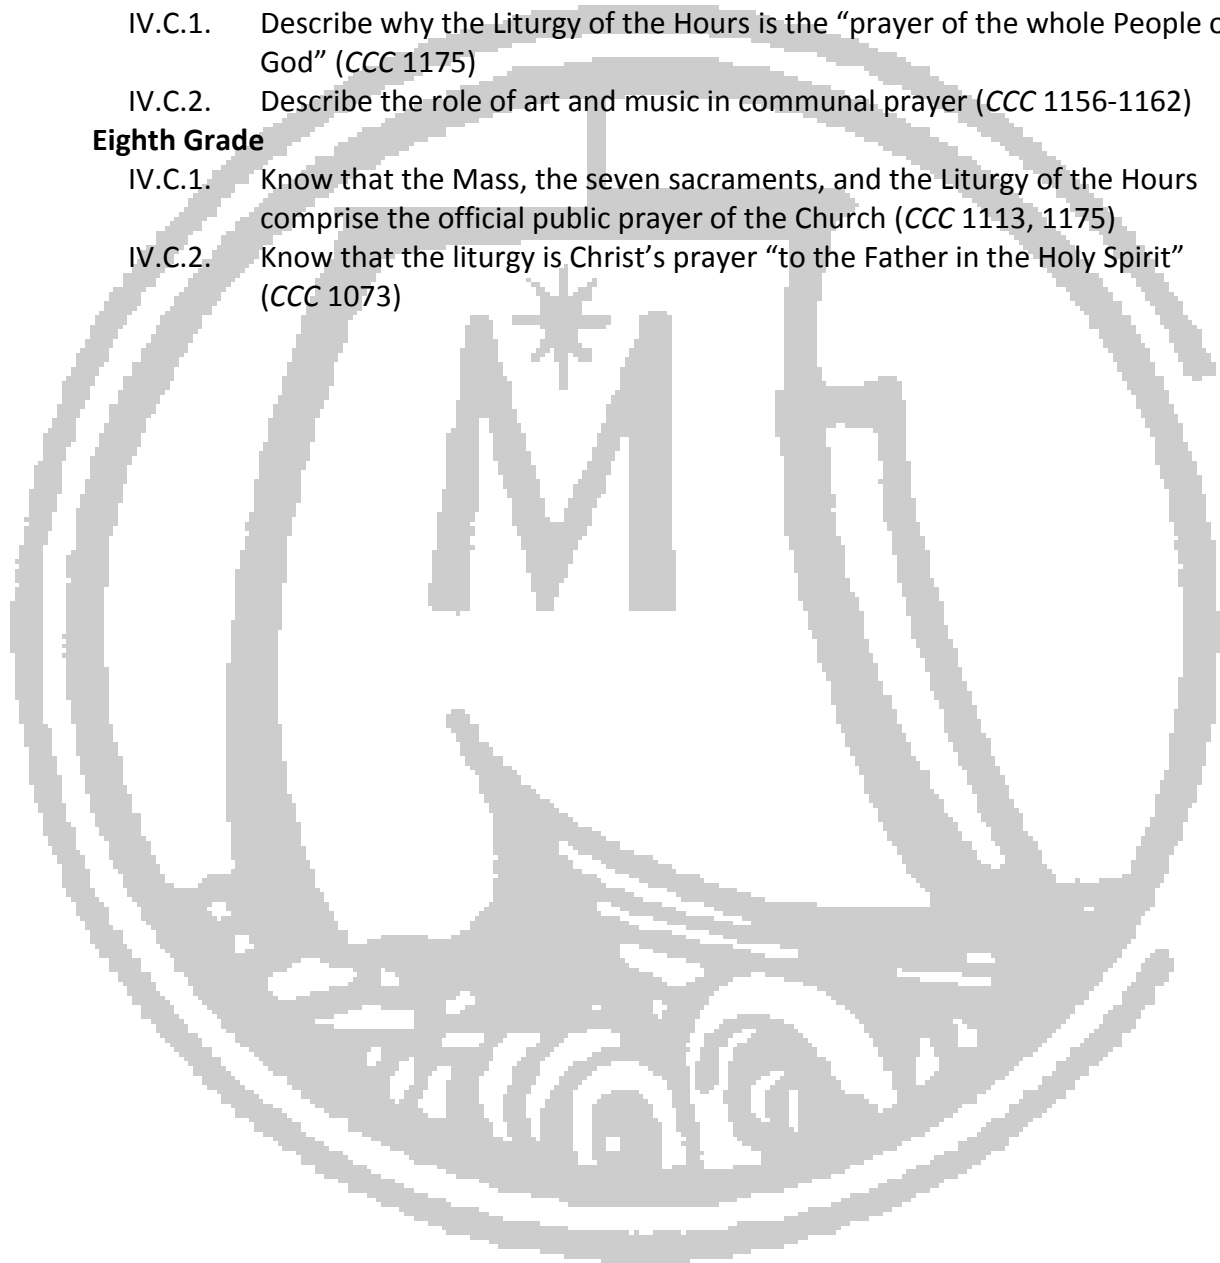 IV.C.1. Describe why the Liturgy of the Hours is the “prayer of the whole People o
God” (CCC 1175)
IV.C.2. Describe the role of art and music in communal prayer (CCC 1156-1162)
Eighth Grade
IV.C.1. Know that the Mass, the seven sacraments, and the Liturgy of the Hours
comprise the official public prayer of the Church (CCC 1113, 1175)
IV.C.2. Know that the liturgy is Christ’s prayer “to the Father in the Holy Spirit”
(CCC 1073)
M